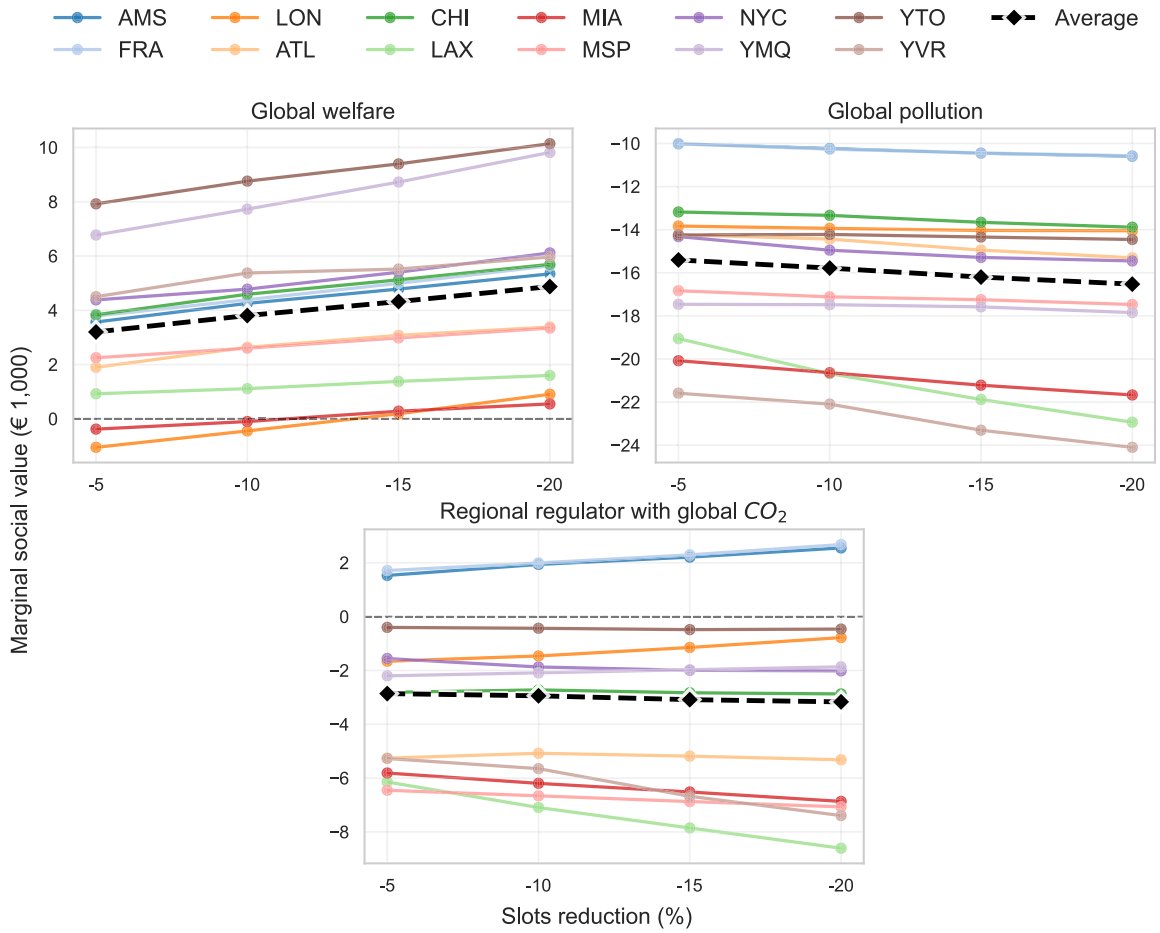 AMS LON CHI MIA NYC YTO Average
FRA ATL LAX MSP YMQ YVR
Global welfare
Global pollution
10
8
6
4
2
0
-5 -10 -15 -20
−10
−12
−14
−16
−18
−20
−22
−24
-5 -10 -15 -20
Marginal social value (€ 1,000)
Regional regulator with global CO₂
2
0
−2
−4
−6
−8
-5 -10 -15 -20
Slots reduction (%)